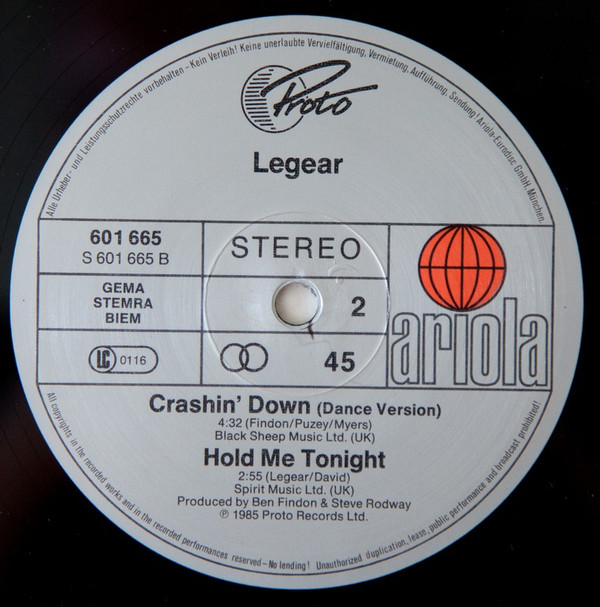 Alle Urheber- und Leistungsschutzrechte vorbehalten – Kein Verleih! Keine unerlaubte Vervielfältigung, Vermietung, Aufführung, Sendung! Ariola-Eurodisc GmbH, München.
Proto
Legear
601 665
S 601 665 B
STEREO
GEMA
STEMRA
BIEM
2
LC 0116
45
ariola
Crashin' Down (Dance Version)
4:32 (Findon/Puzey/Myers)
Black Sheep Music Ltd. (UK)
Hold Me Tonight
2:55 (Legear/David)
Spirit Music Ltd. (UK)
Produced by Ben Findon & Steve Rodway
℗ 1985 Proto Records Ltd.
All copyrights in the recorded works and in the recorded performances reserved – No lending! Unauthorized duplication, lease, public performance and broadcast prohibited!